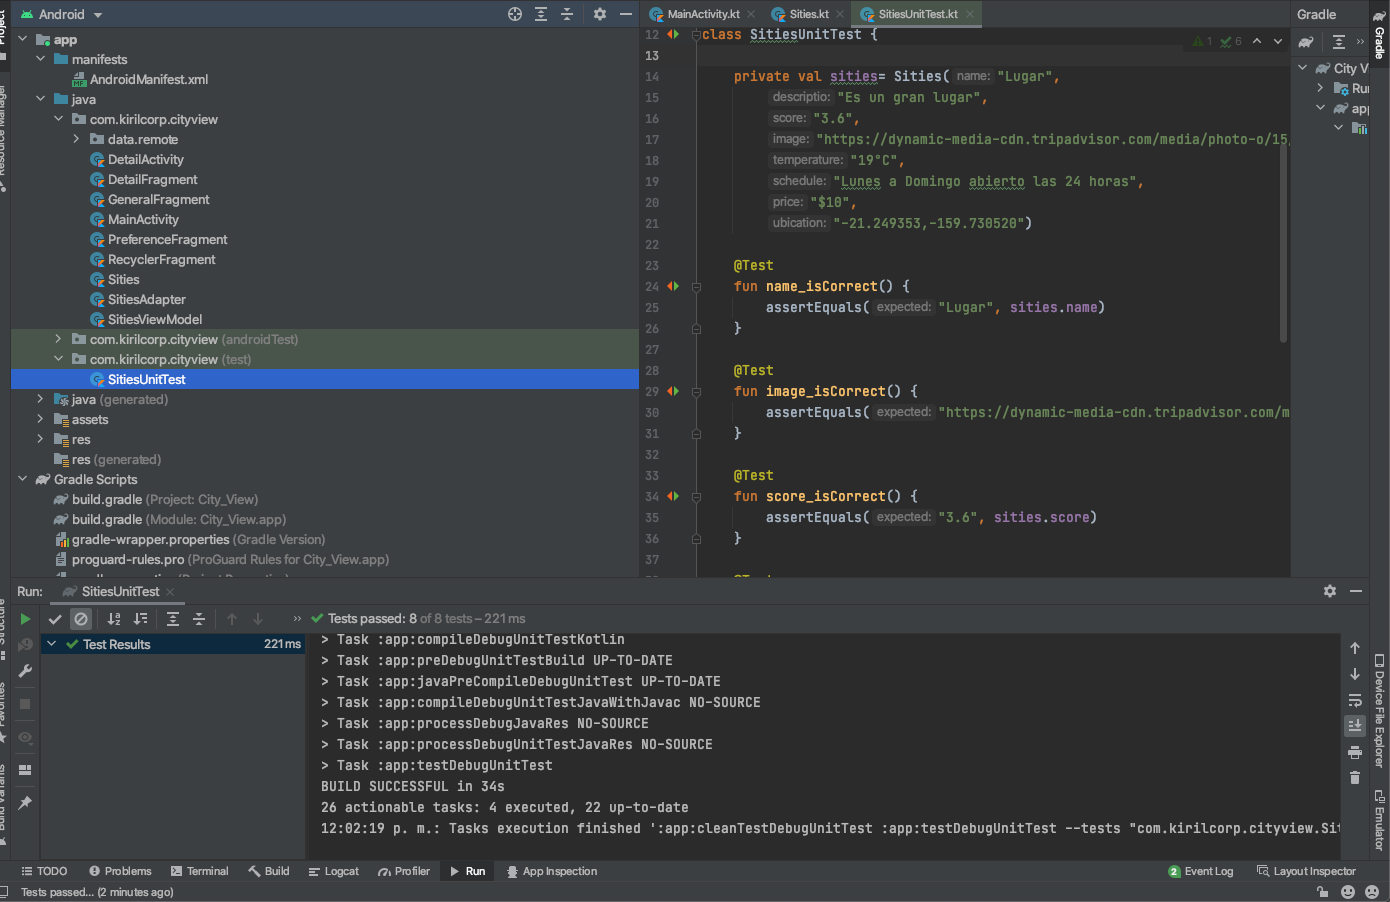 Android
MainActivity.kt
Sities.kt
SitiesUnitTest.kt
Gradle
Project
Resource Manager
Structure
Favorites
Build Variants
app
manifests
AndroidManifest.xml
java
com.kirilcorp.cityview
data.remote
DetailActivity
DetailFragment
GeneralFragment
MainActivity
PreferenceFragment
RecyclerFragment
Sities
SitiesAdapter
SitiesViewModel
com.kirilcorp.cityview (androidTest)
com.kirilcorp.cityview (test)
SitiesUnitTest
java (generated)
assets
res
res (generated)
Gradle Scripts
build.gradle (Project: City_View)
build.gradle (Module: City_View.app)
gradle-wrapper.properties (Gradle Version)
proguard-rules.pro (ProGuard Rules for City_View.app)
12 class SitiesUnitTest {
1 6
13
14 private val sities= Sities( name: "Lugar",
15 descriptio: "Es un gran lugar",
16 score: "3.6",
17 image: "https://dynamic-media-cdn.tripadvisor.com/media/photo-o/15/
18 temperature: "19°C",
19 schedule: "Lunes a Domingo abierto las 24 horas",
20 price: "$10",
21 ubication: "-21.249353,-159.730520")
22
23 @Test
24 fun name_isCorrect() {
25 assertEquals( expected: "Lugar", sities.name)
26 }
27
28 @Test
29 fun image_isCorrect() {
30 assertEquals( expected: "https://dynamic-media-cdn.tripadvisor.com/m
31 }
32
33 @Test
34 fun score_isCorrect() {
35 assertEquals( expected: "3.6", sities.score)
36 }
37
@Test
City V
Run
app
Gradle
Device File Explorer
Emulator
Run: SitiesUnitTest
Tests passed: 8 of 8 tests – 221 ms
Test Results 221 ms
> Task :app:compileDebugUnitTestKotlin
> Task :app:preDebugUnitTestBuild UP-TO-DATE
> Task :app:javaPreCompileDebugUnitTest UP-TO-DATE
> Task :app:compileDebugUnitTestJavaWithJavac NO-SOURCE
> Task :app:processDebugJavaRes NO-SOURCE
> Task :app:processDebugUnitTestJavaRes NO-SOURCE
> Task :app:testDebugUnitTest
BUILD SUCCESSFUL in 34s
26 actionable tasks: 4 executed, 22 up-to-date
12:02:19 p. m.: Tasks execution finished ':app:cleanTestDebugUnitTest :app:testDebugUnitTest --tests "com.kirilcorp.cityview.Sit
TODO Problems Terminal Build Logcat Profiler Run App Inspection 2 Event Log Layout Inspector
Tests passed... (2 minutes ago)